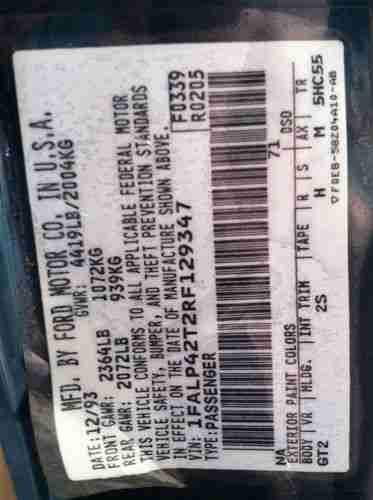 MFD. BY FORD MOTOR CO. IN U.S.A.
DATE: 12/93 GVWR: 4419LB/2004KG
FRONT GAWR: 2364LB 1072KG
REAR GAWR: 2072LB 939KG
THIS VEHICLE CONFORMS TO ALL APPLICABLE FEDERAL MOTOR
VEHICLE SAFETY, BUMPER, AND THEFT PREVENTION STANDARDS
IN EFFECT ON THE DATE OF MANUFACTURE SHOWN ABOVE.
VIN: 1FALP42T2RF129347 F0339
TYPE: PASSENGER R0205
71
NA DSO
EXTERIOR PAINT COLORS
BODY VR MLDG. INT TRIM TAPE R S AX TR
GT2 2S H M 5HC55
▽F0EB-58204A10-AB